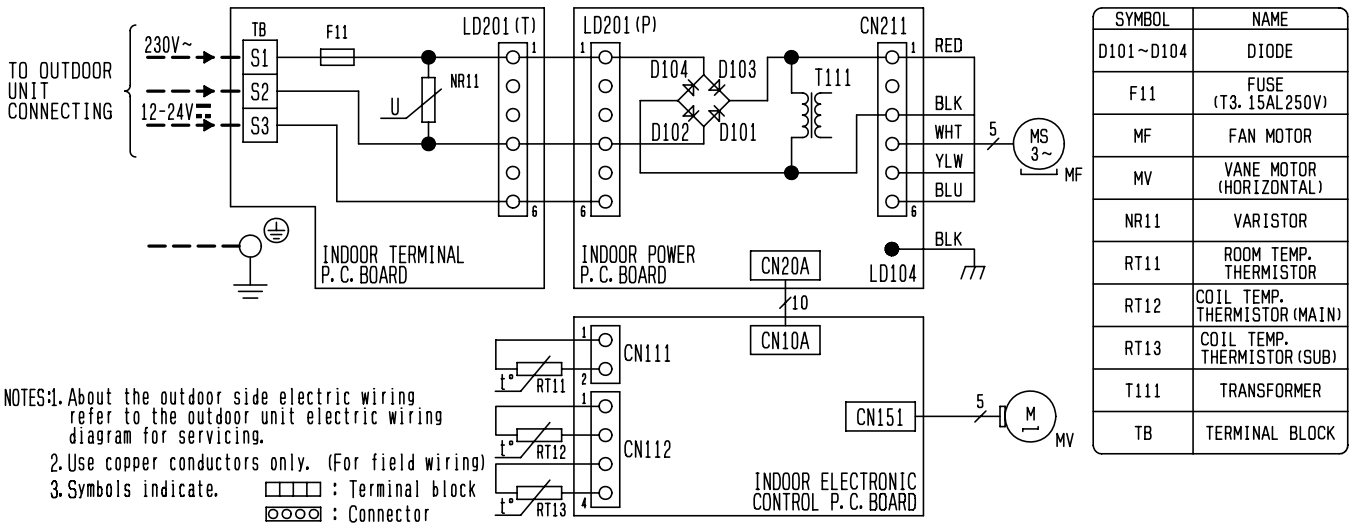 TO OUTDOOR
UNIT
CONNECTING
230V~
12-24V
TB
S1
S2
S3
F11
NR11
U
LD201(T)
1
6
INDOOR TERMINAL
P.C.BOARD
LD201(P)
1
6
D104
D103
D102
D101
T111
CN211
1
6
RED
BLK
WHT
YLW
BLU
5
MS
3~
MF
BLK
LD104
INDOOR POWER
P.C.BOARD
CN20A
10
CN10A
1
2
CN111
t°
RT11
1
4
CN112
t°
RT12
t°
RT13
CN151
5
M
MV
INDOOR ELECTRONIC
CONTROL P.C.BOARD
NOTES:1. About the outdoor side electric wiring
refer to the outdoor unit electric wiring
diagram for servicing.
2. Use copper conductors only. (For field wiring)
3. Symbols indicate.
: Terminal block
: Connector
SYMBOL NAME
D101~D104 DIODE
F11 FUSE
(T3.15AL250V)
MF FAN MOTOR
MV VANE MOTOR
(HORIZONTAL)
NR11 VARISTOR
RT11 ROOM TEMP.
THERMISTOR
RT12 COIL TEMP.
THERMISTOR(MAIN)
RT13 COIL TEMP.
THERMISTOR(SUB)
T111 TRANSFORMER
TB TERMINAL BLOCK